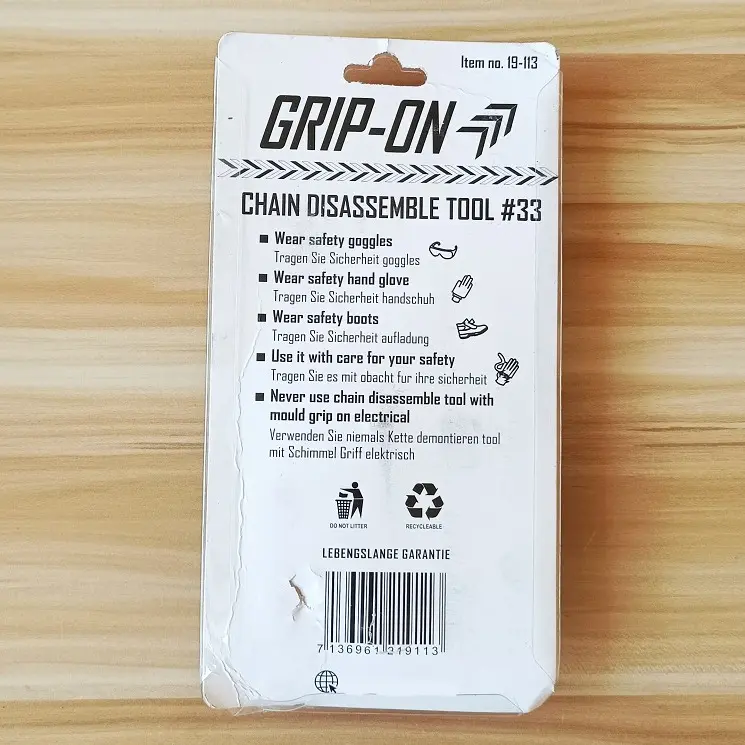 Item no. 19-113
GRIP-ON
CHAIN DISASSEMBLE TOOL #33
Wear safety goggles
Tragen Sie Sicherheit goggles
Wear safety hand glove
Tragen Sie Sicherheit handschuh
Wear safety boots
Tragen Sie Sicherheit aufladung
Use it with care for your safety
Tragen Sie es mit obacht fur ihre sicherheit
Never use chain disassemble tool with
mould grip on electrical
Verwenden Sie niemals Kette demontieren tool
mit Schimmel Griff elektrisch
DO NOT LITTER
RECYCLEABLE
LEBENGSLANGE GARANTIE
7 136961 219113